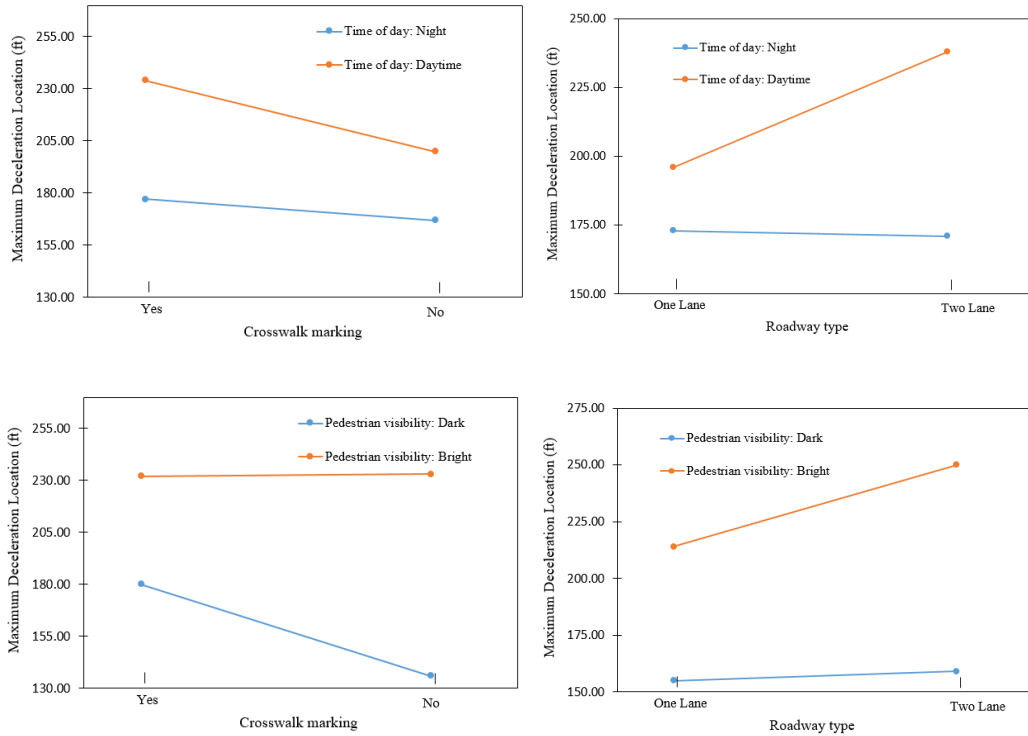 Maximum Deceleration Location (ft)
255.00
230.00
205.00
180.00
155.00
130.00
Time of day: Night
Time of day: Daytime
Yes
No
Crosswalk marking
Maximum Deceleration Location (ft)
250.00
225.00
200.00
175.00
150.00
Time of day: Night
Time of day: Daytime
One Lane
Two Lane
Roadway type
Maximum Deceleration Location (ft)
255.00
230.00
205.00
180.00
155.00
130.00
Pedestrian visibility: Dark
Pedestrian visibility: Bright
Yes
No
Crosswalk marking
Maximum Deceleration Location (ft)
275.00
250.00
225.00
200.00
175.00
150.00
Pedestrian visibility: Dark
Pedestrian visibility: Bright
One Lane
Two Lane
Roadway type